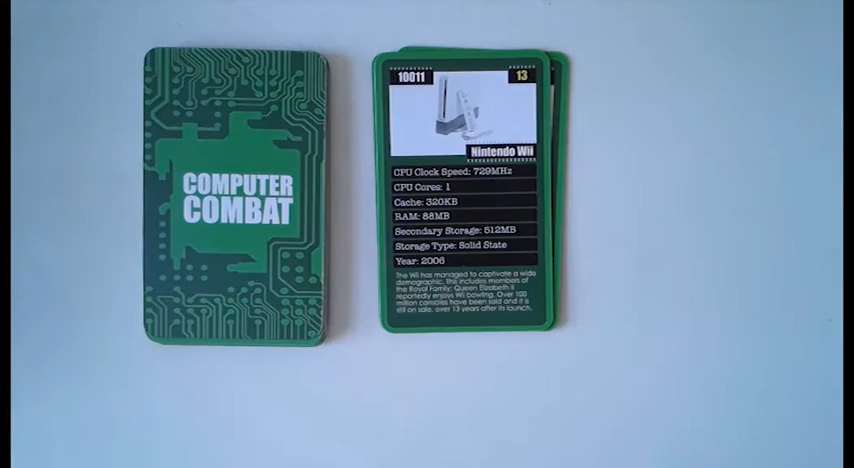 COMPUTER
COMBAT
10011
13
Nintendo Wii
CPU Clock Speed: 729MHz
CPU Cores: 1
Cache: 320KB
RAM: 88MB
Secondary Storage: 512MB
Storage Type: Solid State
Year: 2006
The Wii has managed to captivate a wide
demographic. This includes members of
the Royal Family; Queen Elizabeth II
reportedly enjoys Wii bowling. Over 100
million consoles have been sold and it is
still on sale, over 13 years after its launch.